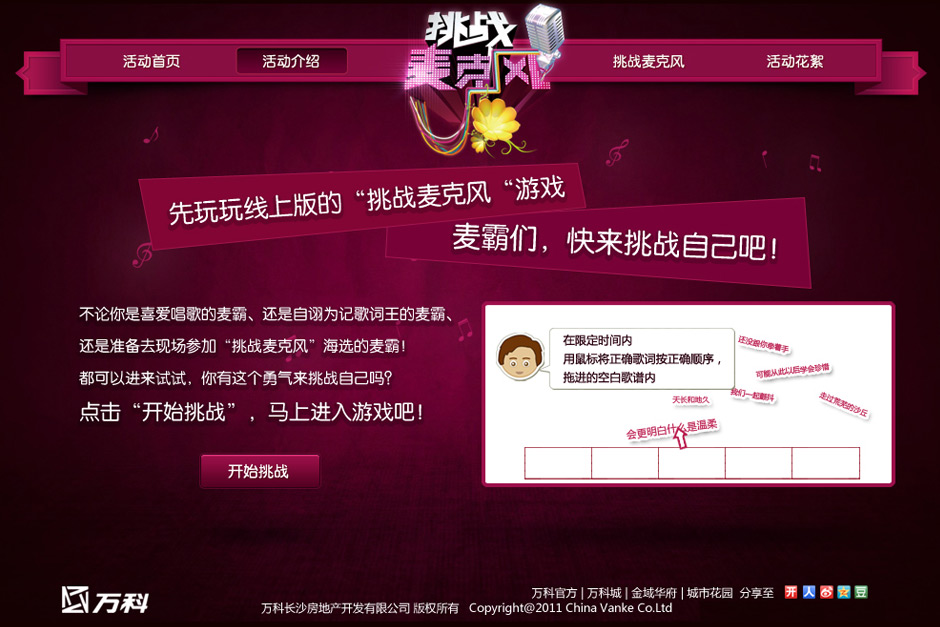 挑战
麦克风
活动首页
活动介绍
挑战麦克风
活动花絮
先玩玩线上版的“挑战麦克风“游戏
麦霸们，快来挑战自己吧！
不论你是喜爱唱歌的麦霸、还是自诩为记歌词王的麦霸、
还是准备去现场参加“挑战麦克风”海选的麦霸！
都可以进来试试，你有这个勇气来挑战自己吗？
点击“开始挑战”，马上进入游戏吧！
开始挑战
在限定时间内
用鼠标将正确歌词按正确顺序，
拖进的空白歌谱内
还没跟你牵着手
可能从此以后学会珍惜
我们一起颤抖
天长和地久
走过荒芜的沙丘
会更明白什么是温柔
万科
万科官方 | 万科城 | 金域华府 | 城市花园 分享至
开 人 豆
万科长沙房地产开发有限公司 版权所有 Copyright@2011 China Vanke Co.Ltd